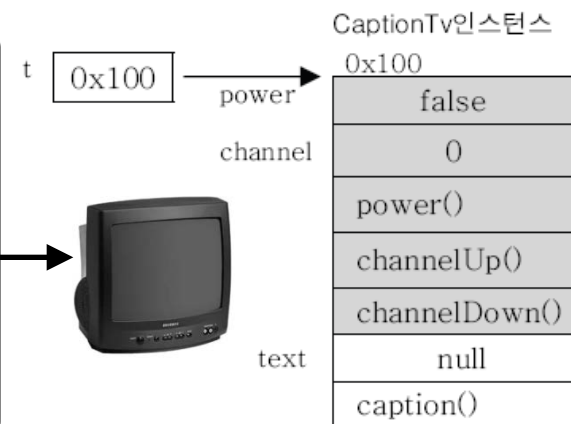 CaptionTv인스턴스
t
0x100
0x100
power
false
channel
0
power()
channelUp()
channelDown()
text
null
caption()